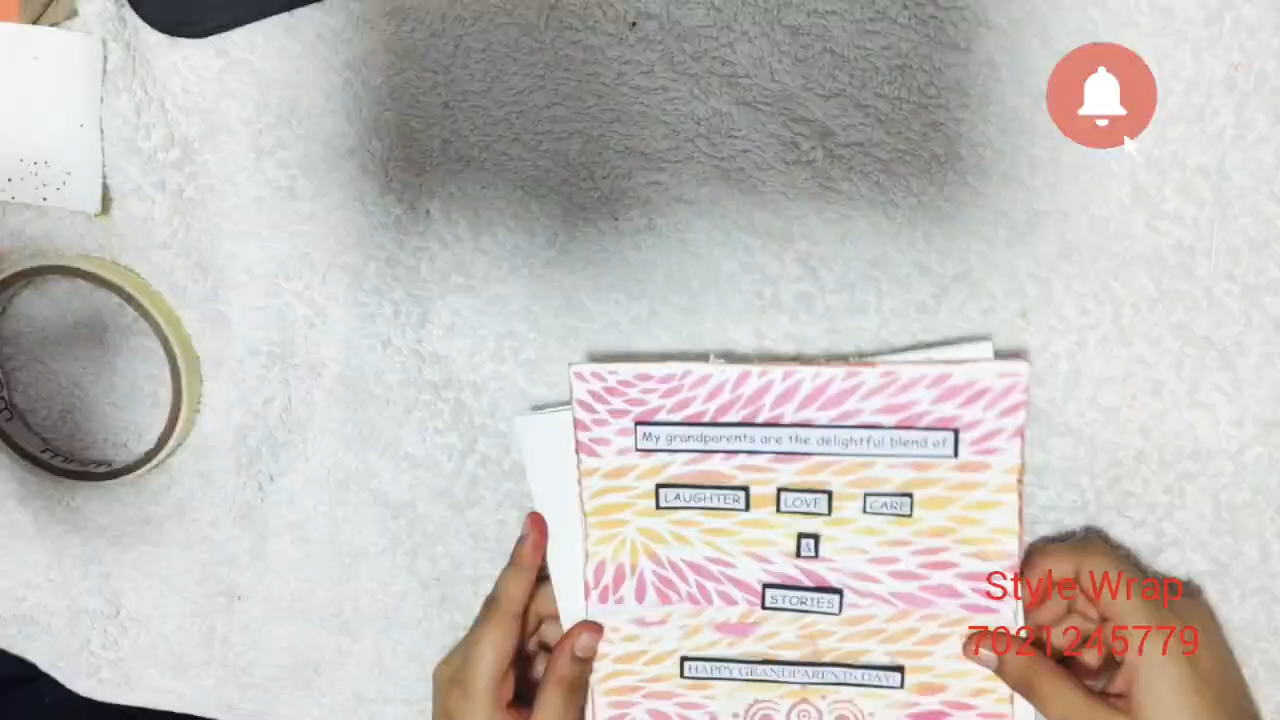 My grandparents are the delightful blend of
LAUGHTER LOVE CARE
&
STORIES
HAPPY GRANDPARENTS DAY!
Style Wrap
7021245779